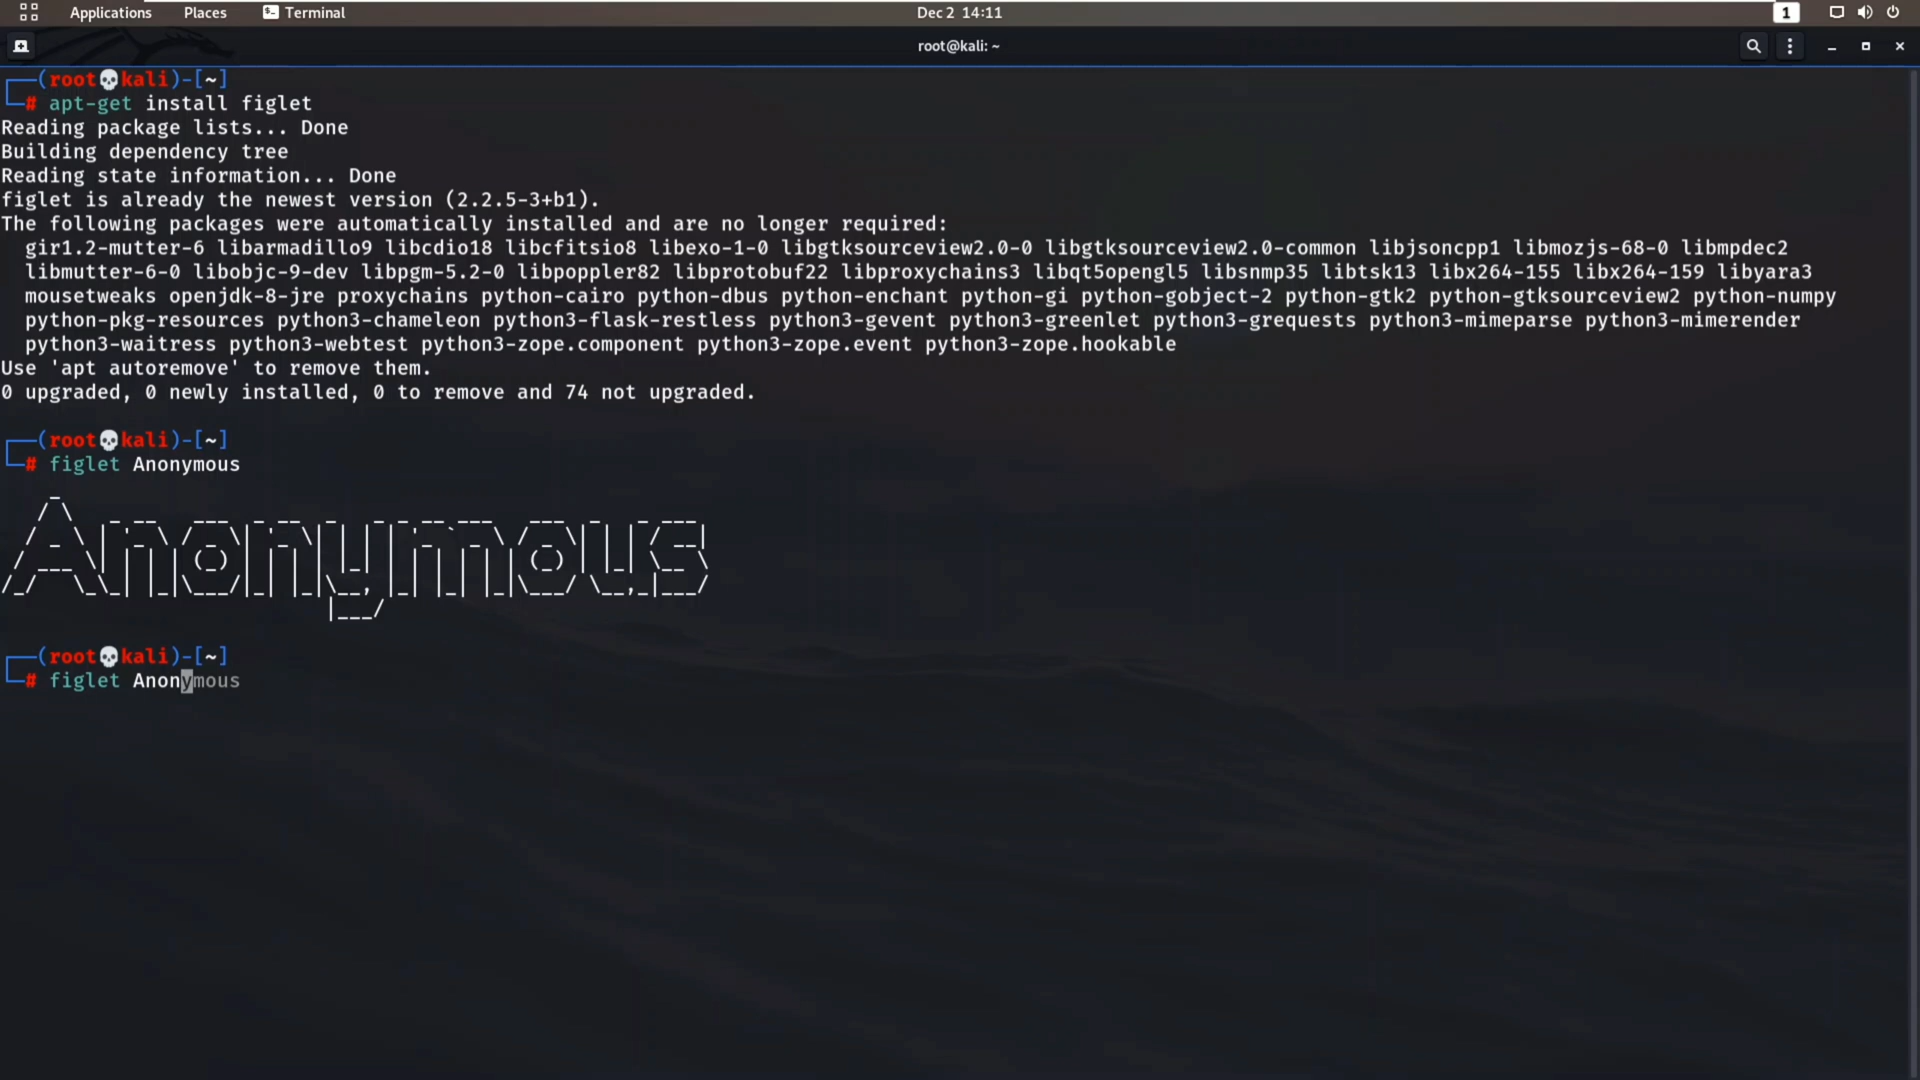 Applications Places Terminal Dec 2 14:11 1
root@kali: ~
(root💀kali)-[~]
# apt-get install figlet
Reading package lists... Done
Building dependency tree
Reading state information... Done
figlet is already the newest version (2.2.5-3+b1).
The following packages were automatically installed and are no longer required:
gir1.2-mutter-6 libarmadillo9 libcdio18 libcfitsio8 libexo-1-0 libgtksourceview2.0-0 libgtksourceview2.0-common libjsoncpp1 libmozjs-68-0 libmpdec2
libmutter-6-0 libobjc-9-dev libpgm-5.2-0 libpoppler82 libprotobuf22 libproxychains3 libqt5opengl5 libsnmp35 libtsk13 libx264-155 libx264-159 libyara3
mousetweaks openjdk-8-jre proxychains python-cairo python-dbus python-enchant python-gi python-gobject-2 python-gtk2 python-gtksourceview2 python-numpy
python-pkg-resources python3-chameleon python3-flask-restless python3-gevent python3-greenlet python3-grequests python3-mimeparse python3-mimerender
python3-waitress python3-webtest python3-zope.component python3-zope.event python3-zope.hookable
Use 'apt autoremove' to remove them.
0 upgraded, 0 newly installed, 0 to remove and 74 not upgraded.
(root💀kali)-[~]
# figlet Anonymous
Anonymous
(root💀kali)-[~]
# figlet Anonymous